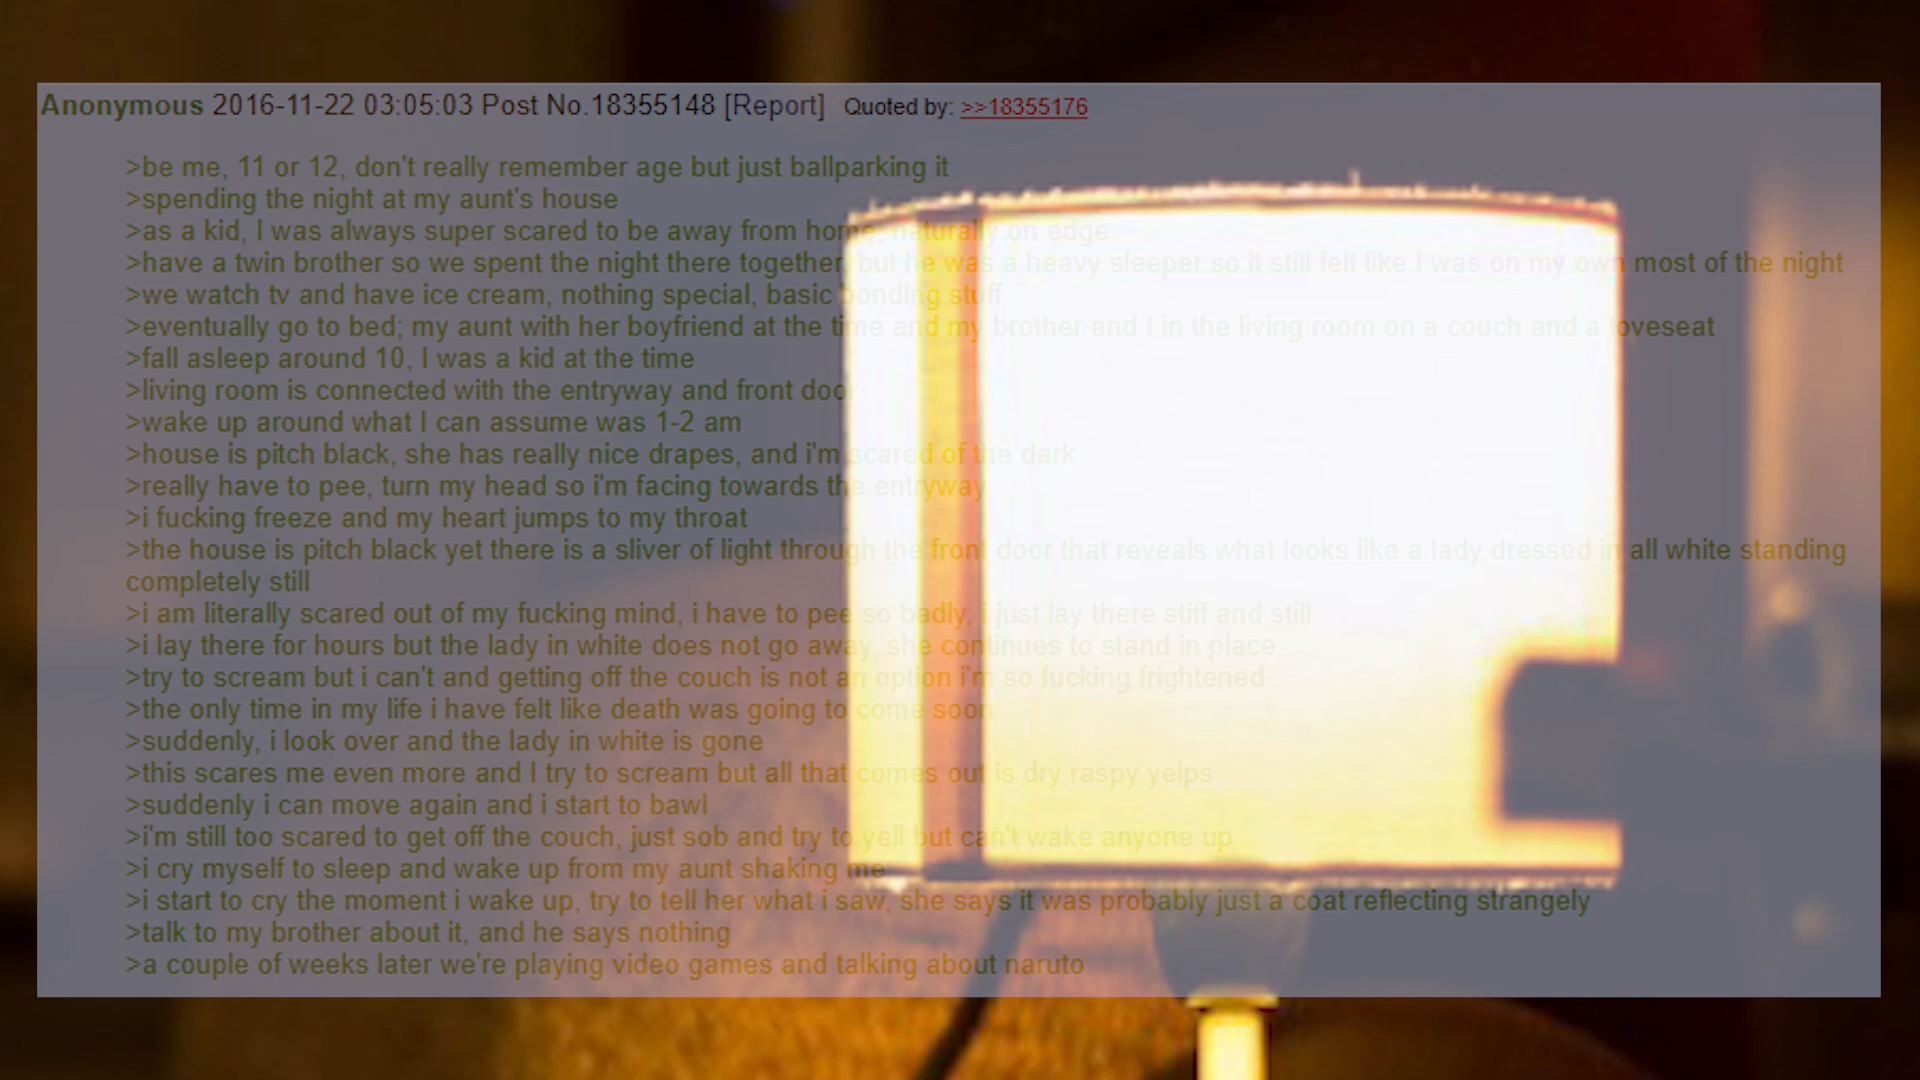 Anonymous 2016-11-22 03:05:03 Post No.18355148 [Report] Quoted by: >>18355176
>be me, 11 or 12, don't really remember age but just ballparking it
>spending the night at my aunt's house
>as a kid, I was always super scared to be away from home, naturally on edge
>have a twin brother so we spent the night there together, but he was a heavy sleeper so it still felt like I was on my own most of the night
>we watch tv and have ice cream, nothing special, basic bonding stuff
>eventually go to bed; my aunt with her boyfriend at the time and my brother and I in the living room on a couch and a loveseat
>fall asleep around 10, I was a kid at the time
>living room is connected with the entryway and front door
>wake up around what I can assume was 1-2 am
>house is pitch black, she has really nice drapes, and i'm scared of the dark
>really have to pee, turn my head so i'm facing towards the entryway
>i fucking freeze and my heart jumps to my throat
>the house is pitch black yet there is a sliver of light through the front door that reveals what looks like a lady dressed in all white standing
completely still
>i am literally scared out of my fucking mind, i have to pee so badly, i just lay there stiff and still
>i lay there for hours but the lady in white does not go away, she continues to stand in place
>try to scream but i can't and getting off the couch is not an option i'm so fucking frightened
>the only time in my life i have felt like death was going to come soon
>suddenly, i look over and the lady in white is gone
>this scares me even more and I try to scream but all that comes out is dry raspy yelps
>suddenly i can move again and i start to bawl
>i'm still too scared to get off the couch, just sob and try to yell but can't wake anyone up
>i cry myself to sleep and wake up from my aunt shaking me
>i start to cry the moment i wake up, try to tell her what i saw, she says it was probably just a coat reflecting strangely
>talk to my brother about it, and he says nothing
>a couple of weeks later we're playing video games and talking about naruto